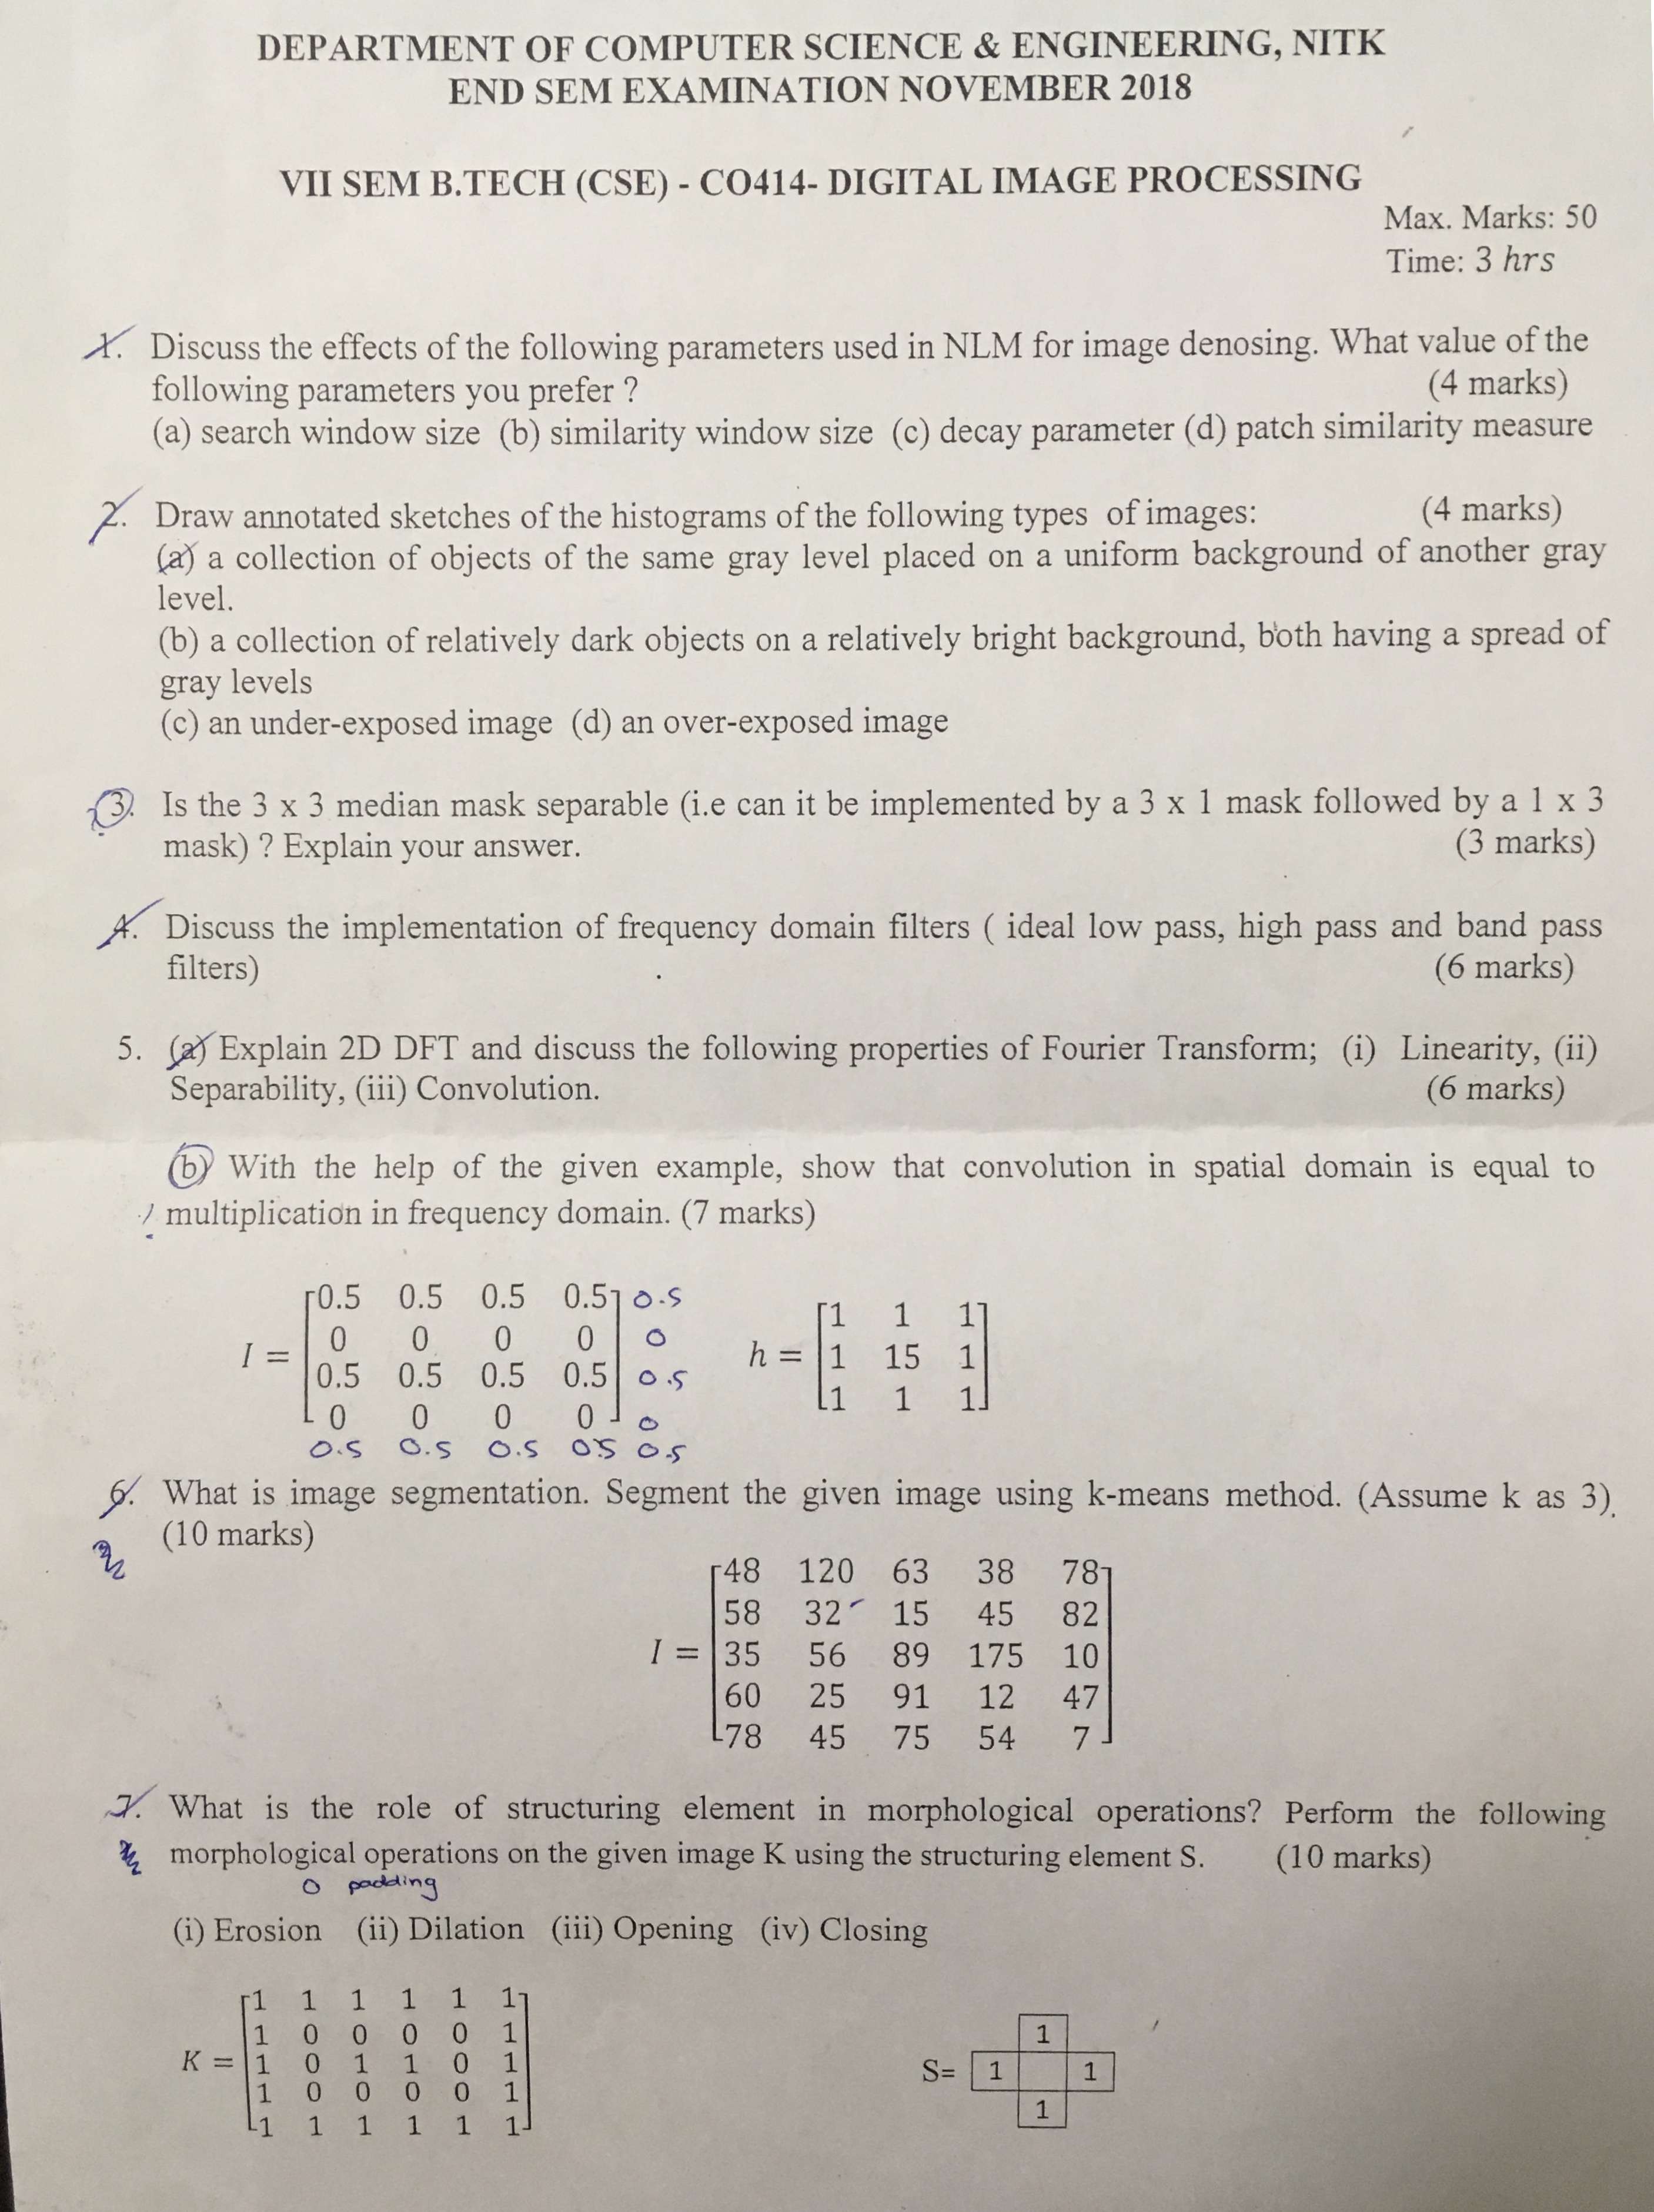 DEPARTMENT OF COMPUTER SCIENCE & ENGINEERING, NITK
END SEM EXAMINATION NOVEMBER 2018
VII SEM B.TECH (CSE) - CO414- DIGITAL IMAGE PROCESSING
Max. Marks: 50
Time: 3 hrs
1. Discuss the effects of the following parameters used in NLM for image denosing. What value of the
following parameters you prefer ? (4 marks)
(a) search window size (b) similarity window size (c) decay parameter (d) patch similarity measure
2. Draw annotated sketches of the histograms of the following types of images: (4 marks)
(a) a collection of objects of the same gray level placed on a uniform background of another gray
level.
(b) a collection of relatively dark objects on a relatively bright background, both having a spread of
gray levels
(c) an under-exposed image (d) an over-exposed image
3. Is the 3 x 3 median mask separable (i.e can it be implemented by a 3 x 1 mask followed by a 1 x 3
mask) ? Explain your answer. (3 marks)
4. Discuss the implementation of frequency domain filters ( ideal low pass, high pass and band pass
filters) (6 marks)
5. (a) Explain 2D DFT and discuss the following properties of Fourier Transform; (i) Linearity, (ii)
Separability, (iii) Convolution. (6 marks)
(b) With the help of the given example, show that convolution in spatial domain is equal to
multiplication in frequency domain. (7 marks)
0.5 0.5 0.5 0.5 0.5
0 0 0 0 0
0.5 0.5 0.5 0.5 0.5
0 0 0 0 0
0.5 0.5 0.5 0.5 0.5
I =
h =
1 1 1
1 15 1
1 1 1
6. What is image segmentation. Segment the given image using k-means method. (Assume k as 3).
(10 marks)
48 120 63 38 78
58 32 15 45 82
I = 35 56 89 175 10
60 25 91 12 47
78 45 75 54 7
7. What is the role of structuring element in morphological operations? Perform the following
morphological operations on the given image K using the structuring element S. (10 marks)
0 padding
(i) Erosion (ii) Dilation (iii) Opening (iv) Closing
1 1 1 1 1 1
1 0 0 0 0 1
K = 1 0 1 1 0 1
1 0 0 0 0 1
1 1 1 1 1 1
1
S= 1 1
1